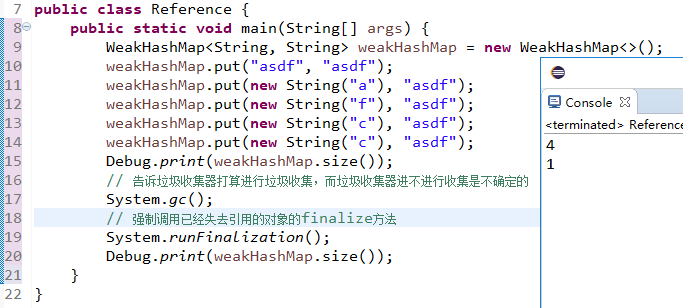 7 public class Reference {
8 public static void main(String[] args) {
9 WeakHashMap<String, String> weakHashMap = new WeakHashMap<>();
10 weakHashMap.put("asdf", "asdf");
11 weakHashMap.put(new String("a"), "asdf");
12 weakHashMap.put(new String("f"), "asdf");
13 weakHashMap.put(new String("c"), "asdf");
14 weakHashMap.put(new String("c"), "asdf");
15 Debug.print(weakHashMap.size());
16 // 告诉垃圾收集器打算进行垃圾收集，而垃圾收集器进不进行收集是不确定的
17 System.gc();
18 // 强制调用已经失去引用的对象的finalize方法
19 System.runFinalization();
20 Debug.print(weakHashMap.size());
21 }
22 }
Console
<terminated> Reference
4
1